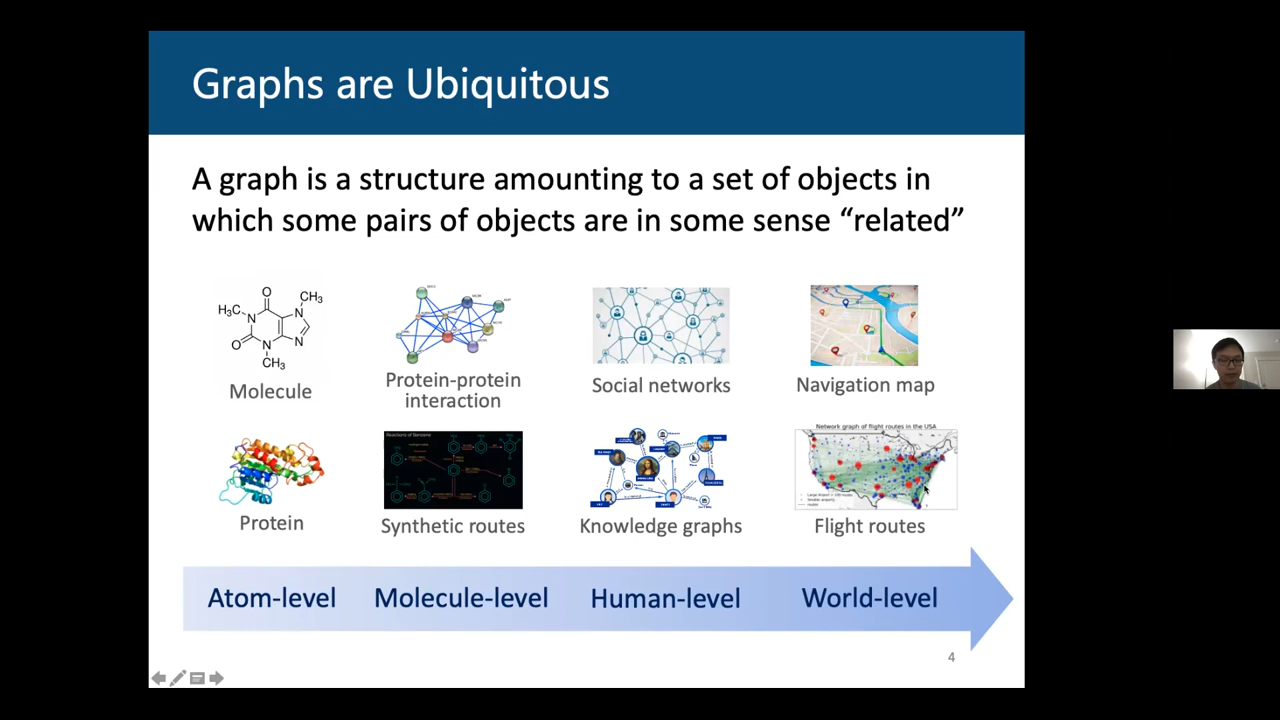 Graphs are Ubiquitous
A graph is a structure amounting to a set of objects in
which some pairs of objects are in some sense “related”
O
CH₃
H₃C
N
N
O
N
N
CH₃
Molecule
Protein-protein
interaction
Social networks
Navigation map
Reactions of Benzene
Network graph of flight routes in the USA
Protein
Synthetic routes
Knowledge graphs
Flight routes
Atom-level
Molecule-level
Human-level
World-level
4